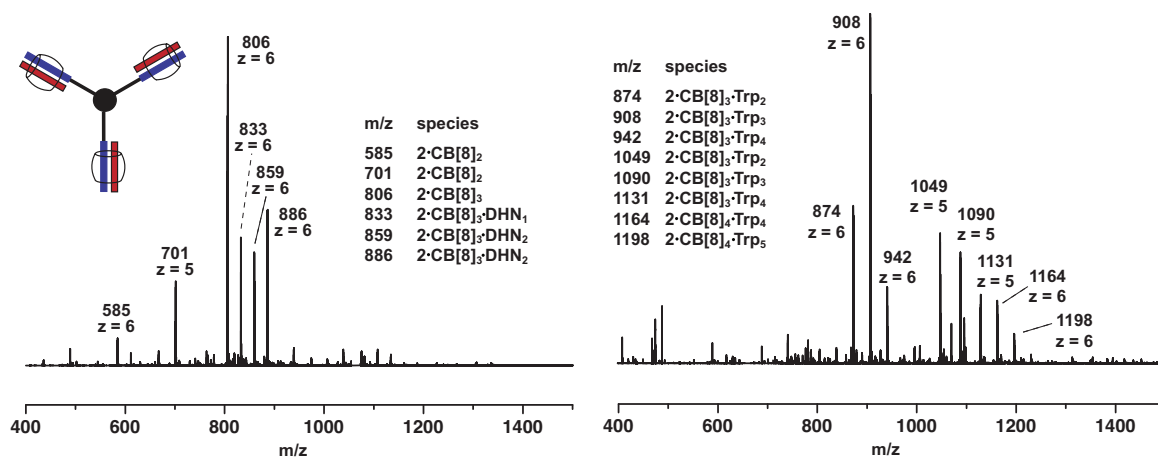 806
z = 6
833
z = 6
859
z = 6
886
z = 6
701
z = 5
585
z = 6
m/z species
585 2·CB[8]₂
701 2·CB[8]₂
806 2·CB[8]₃
833 2·CB[8]₃·DHN₁
859 2·CB[8]₃·DHN₂
886 2·CB[8]₃·DHN₂
400 600 800 1000 1200 1400
m/z
908
z = 6
m/z species
874 2·CB[8]₃·Trp₂
908 2·CB[8]₃·Trp₃
942 2·CB[8]₃·Trp₄
1049 2·CB[8]₃·Trp₂
1090 2·CB[8]₃·Trp₃
1131 2·CB[8]₃·Trp₄
1164 2·CB[8]₄·Trp₄
1198 2·CB[8]₄·Trp₅
874
z = 6
942
z = 6
1049
z = 5
1090
z = 5
1131
z = 5
1164
z = 6
1198
z = 6
400 600 800 1000 1200 1400
m/z